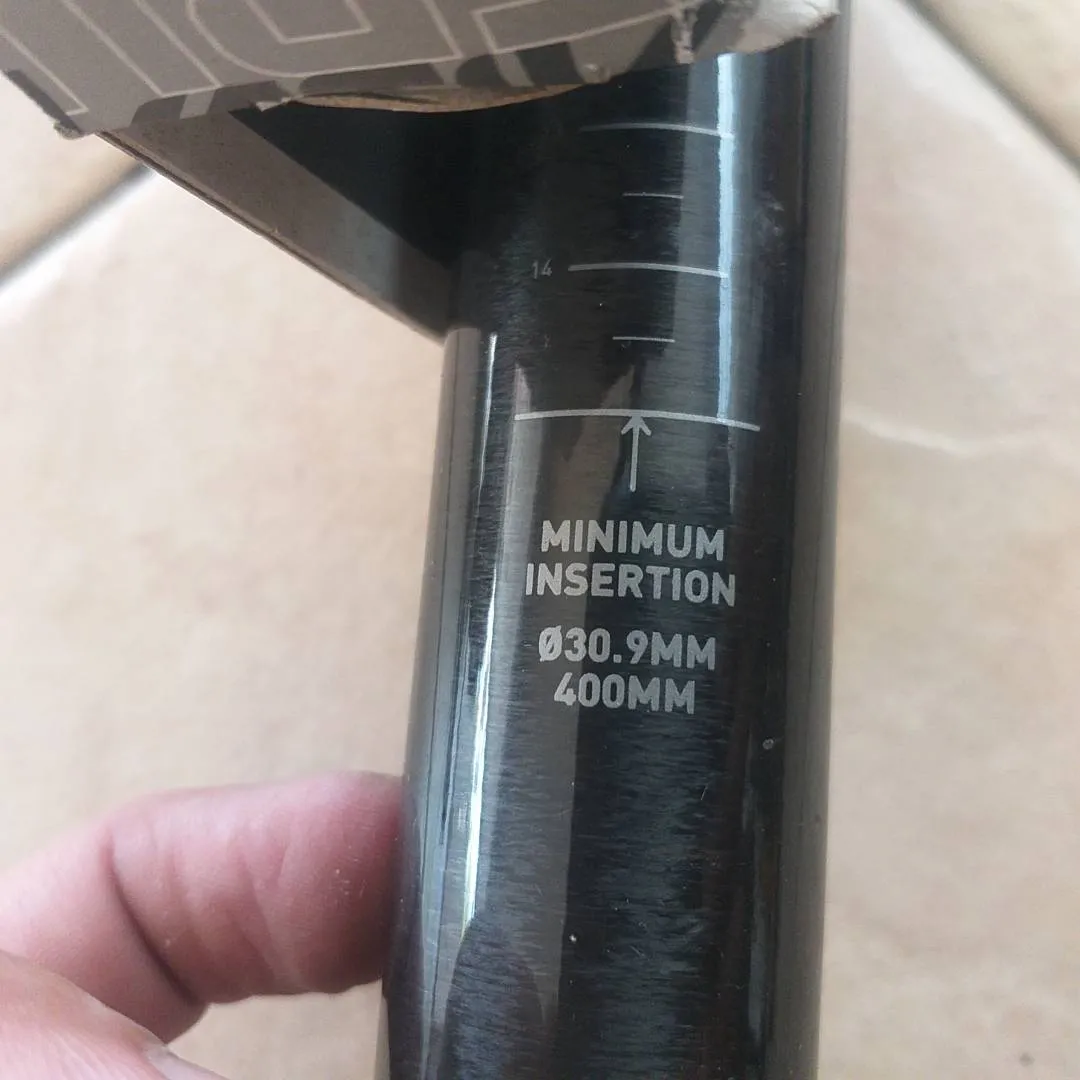 14
MINIMUM
INSERTION
Ø30.9MM
400MM